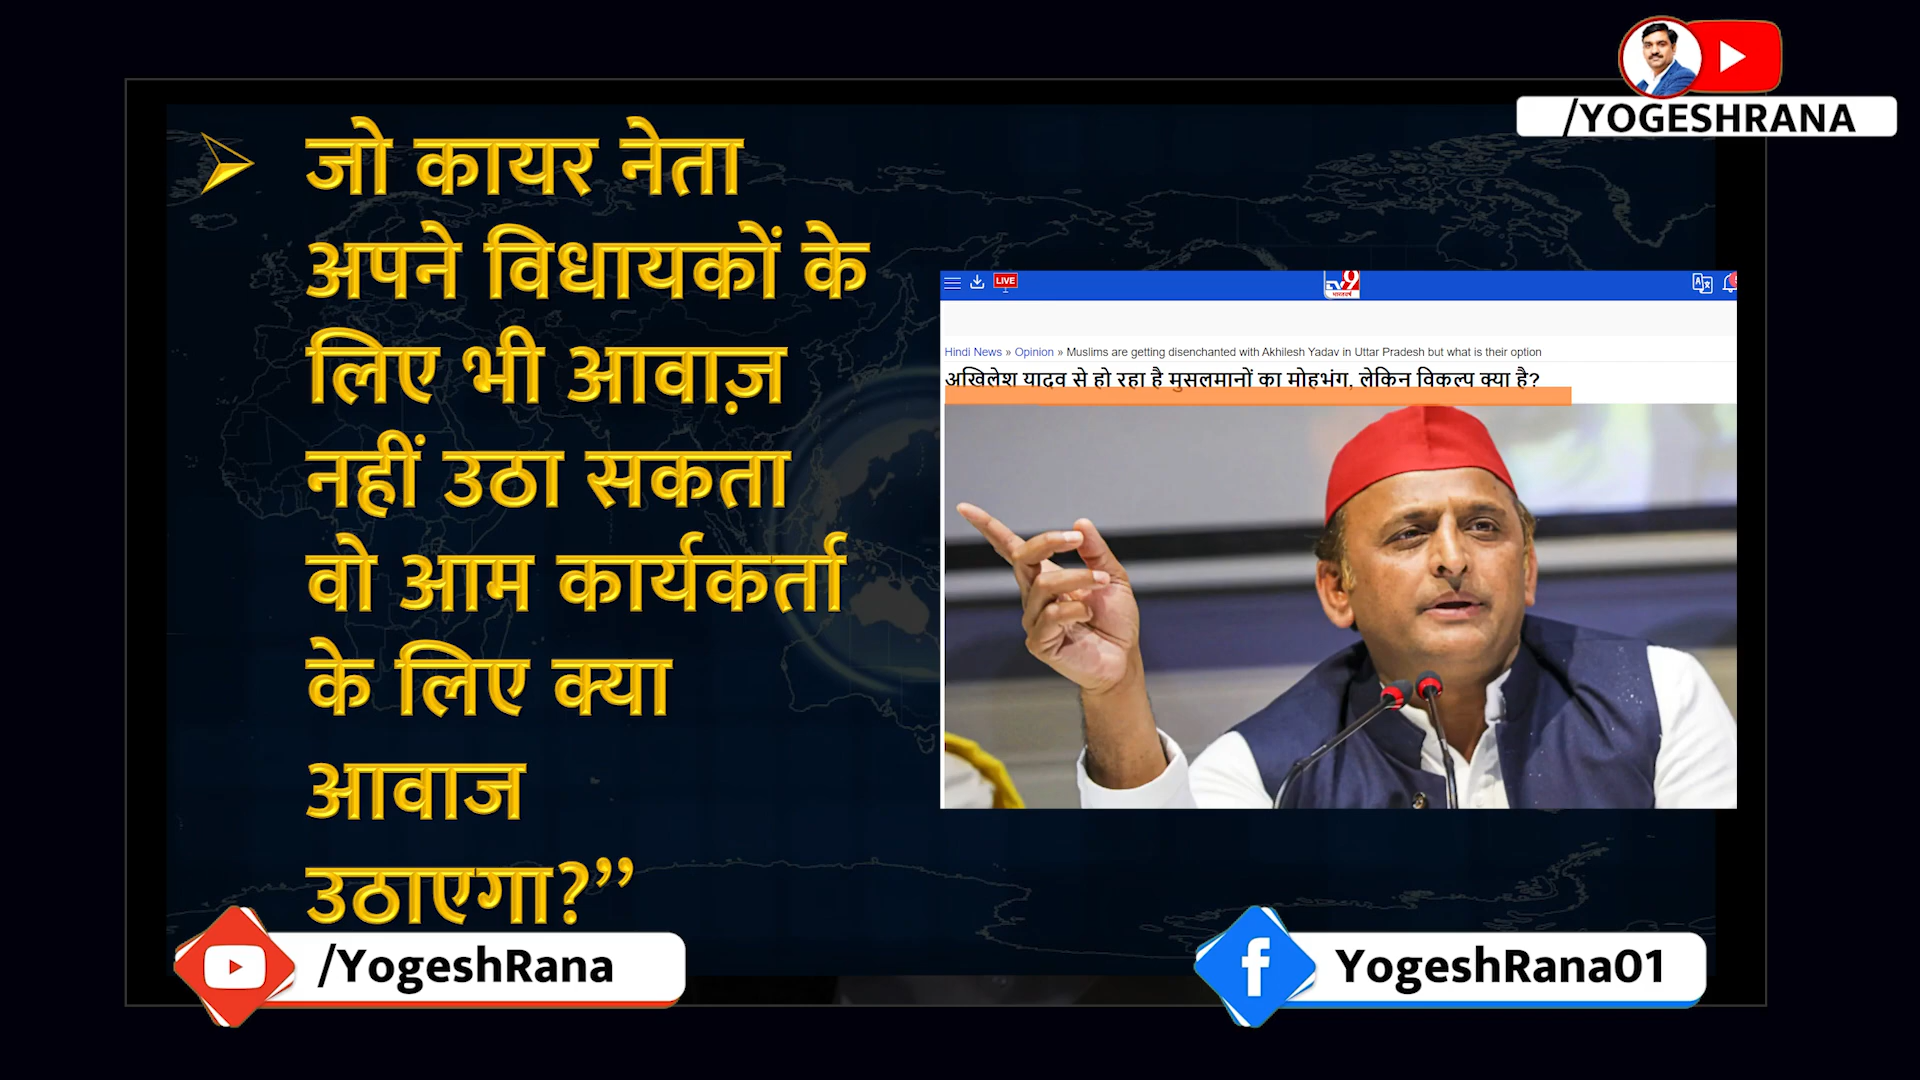 /YOGESHRANA
जो कायर नेता
अपने विधायकों के
लिए भी आवाज़
नहीं उठा सकता
वो आम कार्यकर्ता
के लिए क्या
आवाज
उठाएगा?”
LIVE
TV9
भारतवर्ष
Hindi News » Opinion » Muslims are getting disenchanted with Akhilesh Yadav in Uttar Pradesh but what is their option
अखिलेश यादव से हो रहा है मुसलमानों का मोहभंग, लेकिन विकल्प क्या है?
/YogeshRana
f YogeshRana01